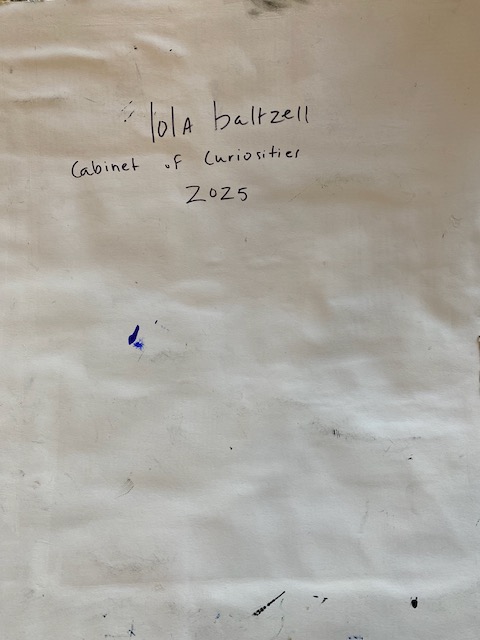 lola baltzell
Cabinet of Curiosities
2025